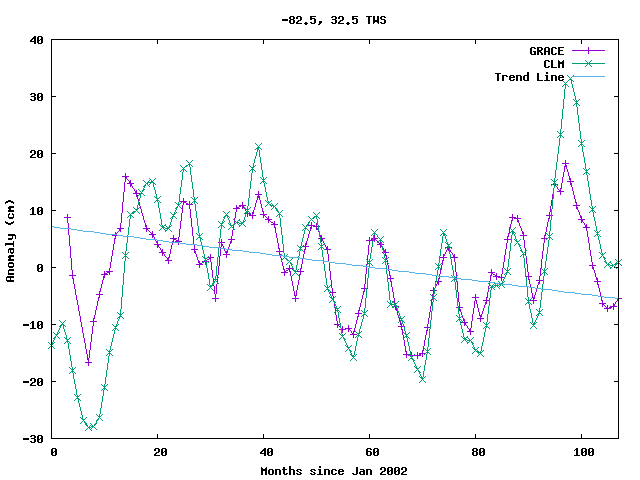 -82.5, 32.5 TWS
GRACE
CLM
Trend Line
40
30
20
10
0
-10
-20
-30
Anomaly (cm)
0 20 40 60 80 100
Months since Jan 2002